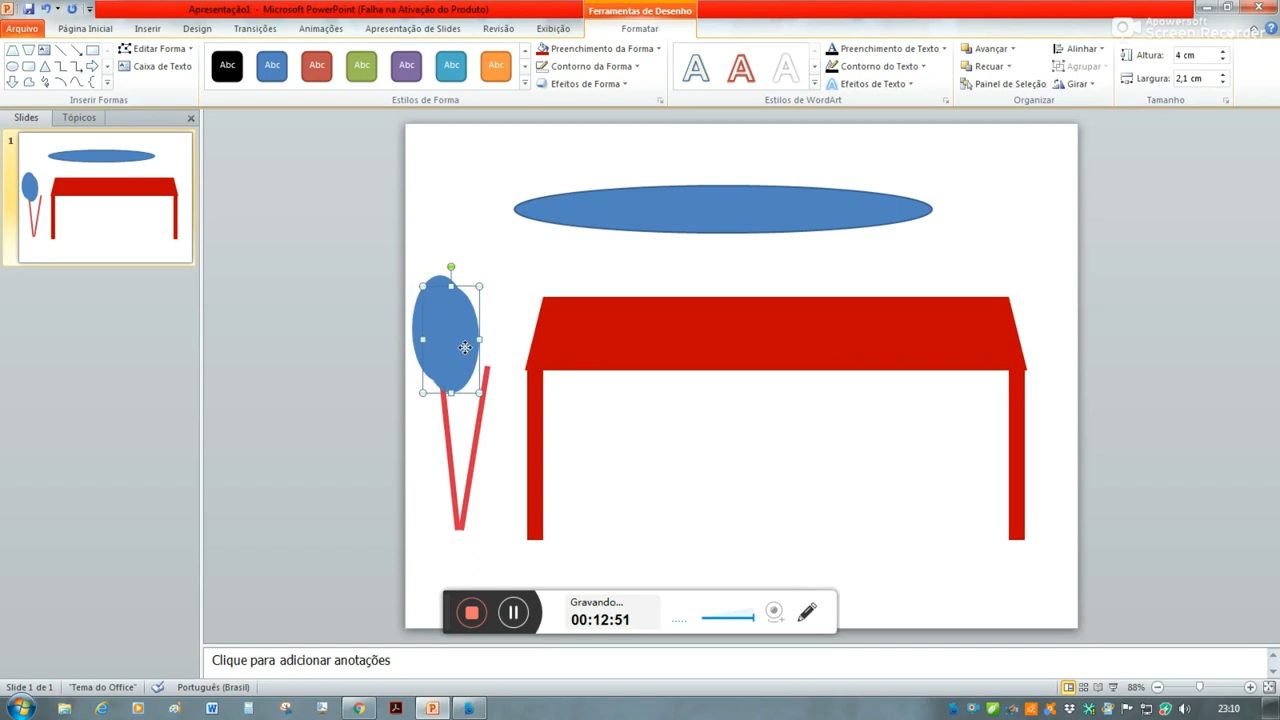 Apresentação1 - Microsoft PowerPoint (Falha na Ativação do Produto)
Ferramentas de Desenho
Arquivo Página Inicial Inserir Design Transições Animações Apresentação de Slides Revisão Exibição Formatar
Apowersoft
Screen Recorder
Editar Forma
Caixa de Texto
Inserir Formas
Abc Abc Abc Abc Abc Abc Abc
Estilos de Forma
Preenchimento da Forma
Contorno da Forma
Efeitos de Forma
A A A
Estilos de WordArt
Preenchimento de Texto
Contorno do Texto
Efeitos de Texto
Avançar
Recuar
Painel de Seleção
Alinhar
Agrupar
Girar
Organizar
Altura: 4 cm
Largura: 2,1 cm
Tamanho
Slides Tópicos
1
Gravando...
00:12:51
Clique para adicionar anotações
Slide 1 de 1 "Tema do Office" Português (Brasil) 88%
23:10